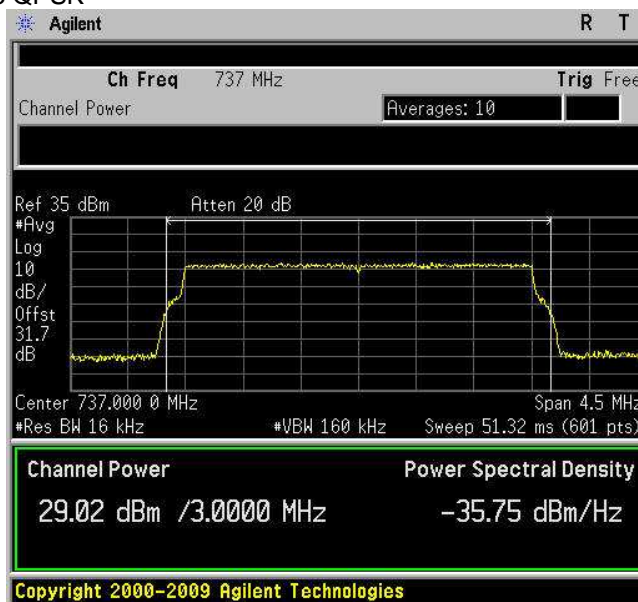 QPSK
Agilent R T
Ch Freq 737 MHz Trig Free
Channel Power Averages: 10
Ref 35 dBm Atten 20 dB
#Avg
Log
10
dB/
Offst
31.7
dB
Center 737.000 0 MHz Span 4.5 MHz
#Res BW 16 kHz #VBW 160 kHz Sweep 51.32 ms (601 pts)
Channel Power Power Spectral Density
29.02 dBm /3.0000 MHz -35.75 dBm/Hz
Copyright 2000-2009 Agilent Technologies